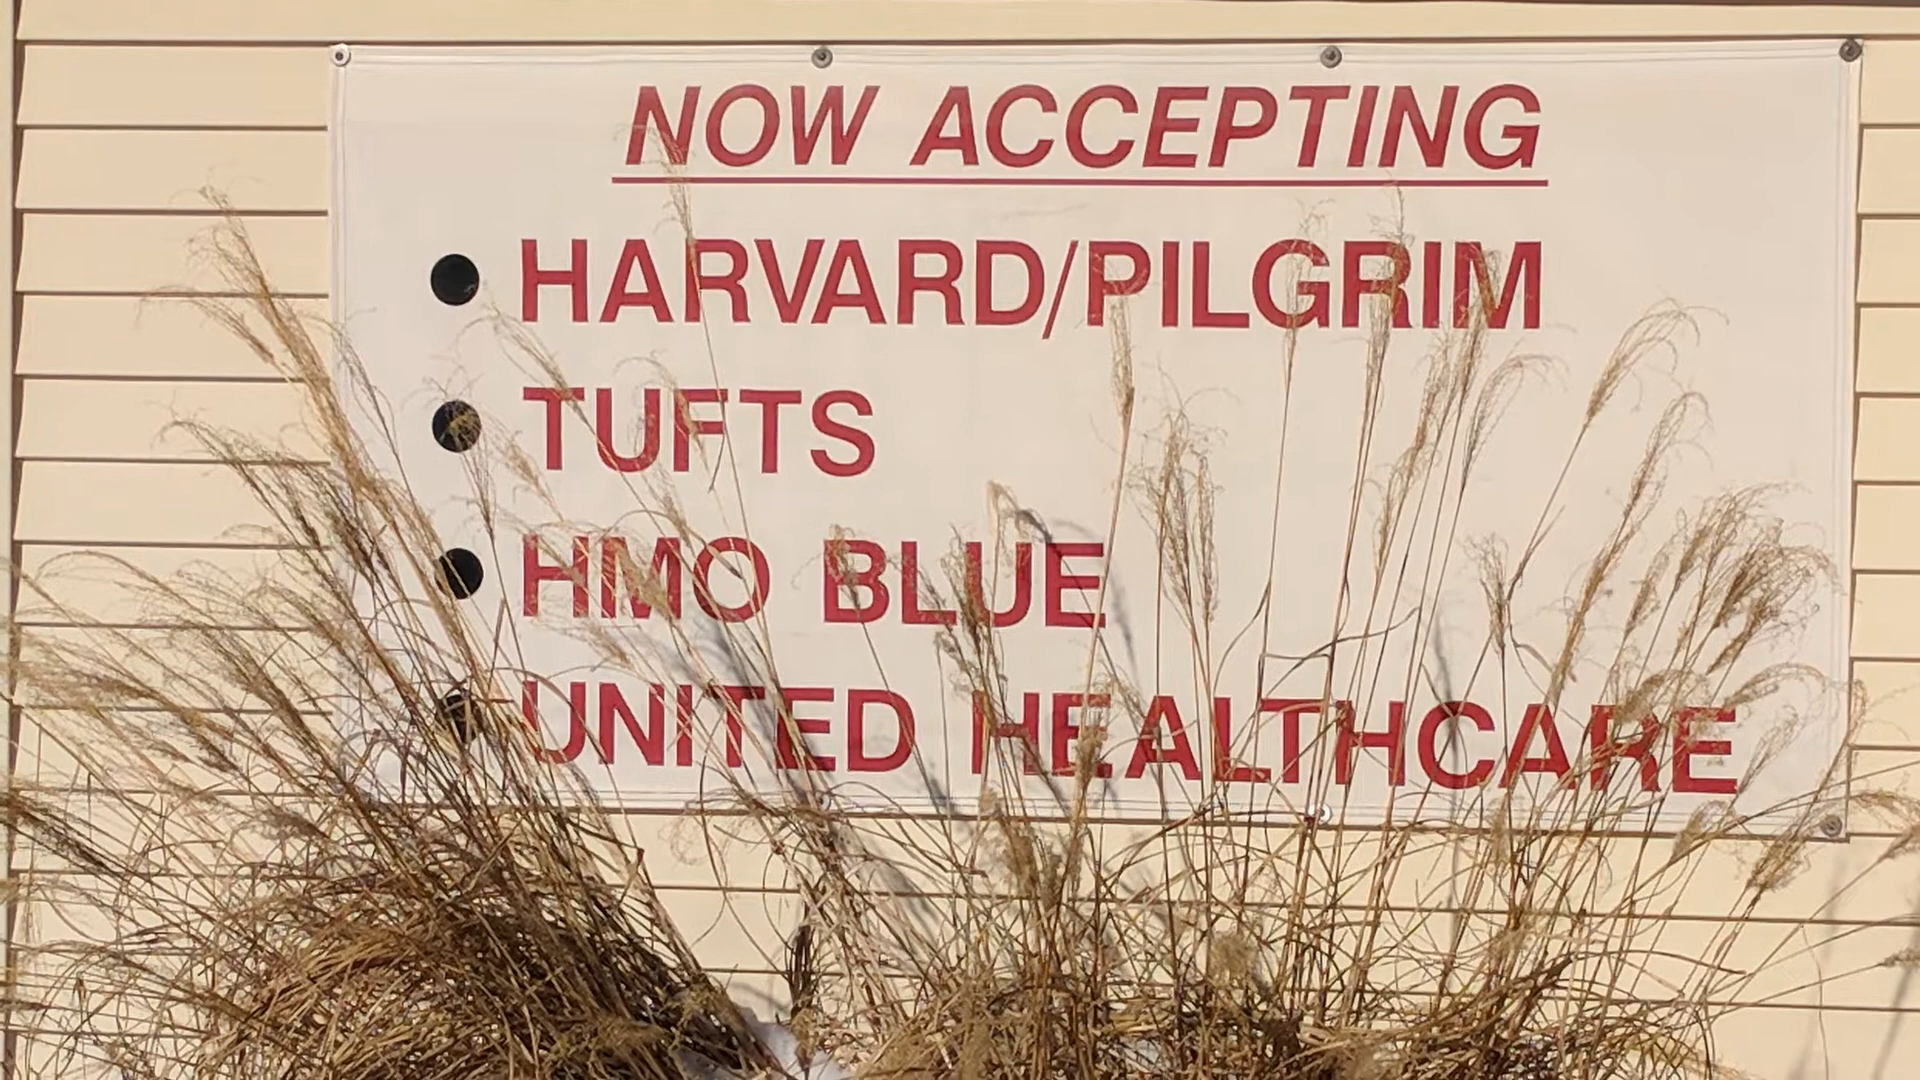 NOW ACCEPTING
• HARVARD/PILGRIM
• TUFTS
• HMO BLUE
• UNITED HEALTHCARE